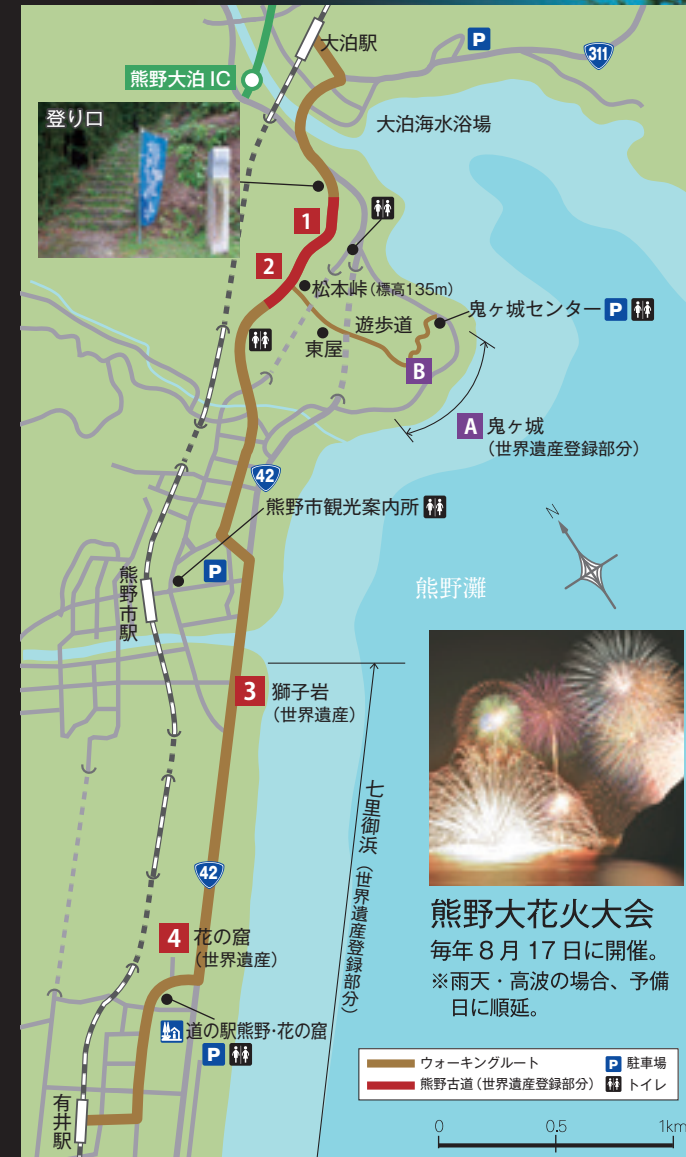 大泊駅
P
311
熊野大泊 IC
登り口
大泊海水浴場
1
2
松本峠(標高135m)
鬼ヶ城センター P
遊歩道
東屋
B
A 鬼ヶ城
(世界遺産登録部分)
42
熊野市観光案内所
N
P
熊野市駅
熊野灘
3 獅子岩
(世界遺産)
七里御浜(世界遺産登録部分)
42
熊野大花火大会
毎年 8 月 17 日に開催。
※雨天・高波の場合、予備
日に順延。
4 花の窟
(世界遺産)
道の駅熊野・花の窟
P
有井駅
ウォーキングルート
P 駐車場
熊野古道(世界遺産登録部分)
トイレ
0 0.5 1km